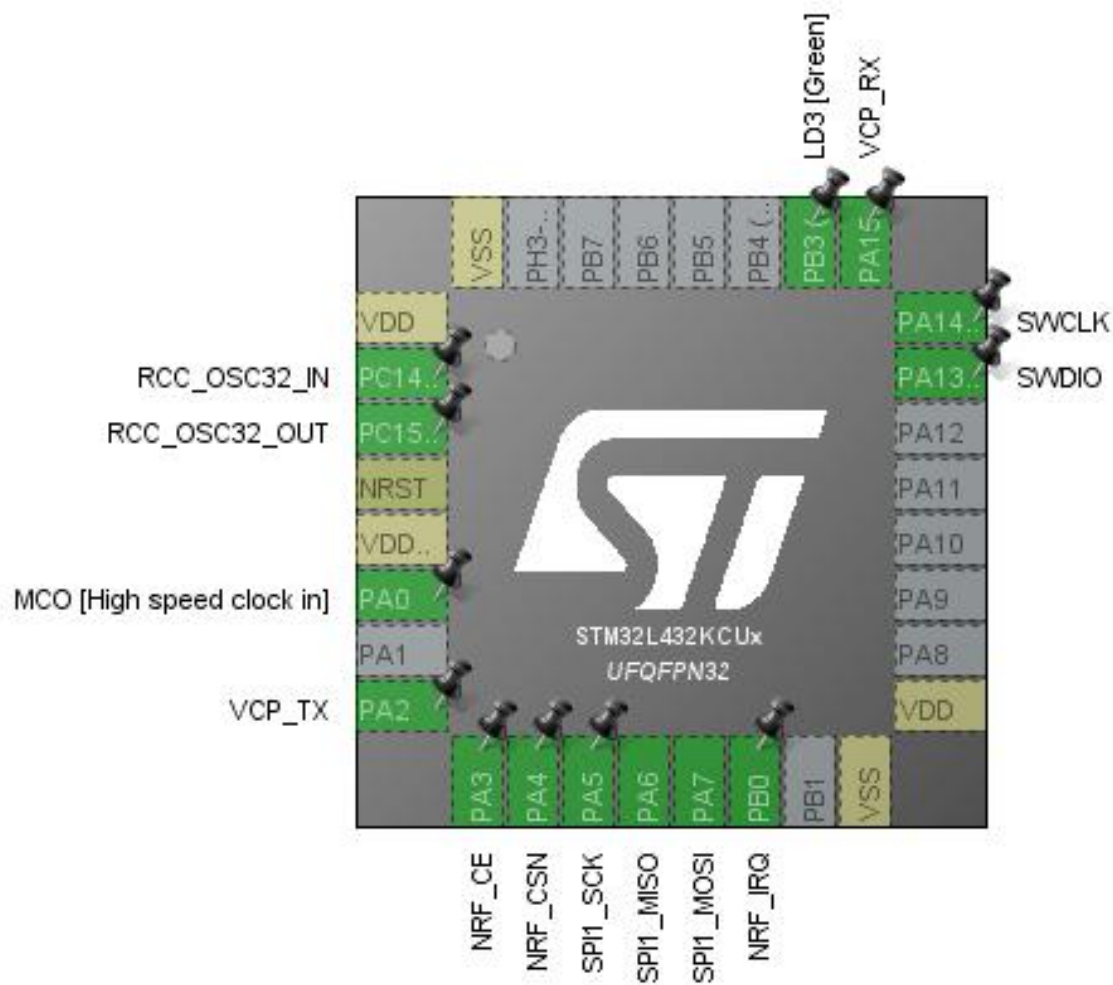 LD3 [Green]
VCP_RX
VSS
PH3-...
PB7
PB6
PB5
PB4 (...
PB3 (...
PA15
VDD
RCC_OSC32_IN
PC14..
RCC_OSC32_OUT
PC15..
NRST
VDD..
MCO [High speed clock in]
PA0
PA1
VCP_TX
PA2
PA14..
SWCLK
PA13..
SWDIO
PA12
PA11
PA10
PA9
PA8
VDD
ST
STM32L432KCUx
UFQFPN32
PA3
PA4
PA5
PA6
PA7
PB0
PB1
VSS
NRF_CE
NRF_CSN
SPI1_SCK
SPI1_MISO
SPI1_MOSI
NRF_IRQ